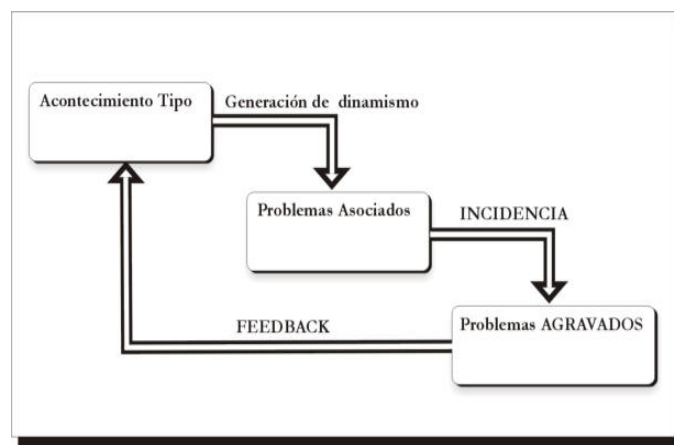 Acontecimiento Tipo
Generación de dinamismo
Problemas Asociados
INCIDENCIA
Problemas AGRAVADOS
FEEDBACK